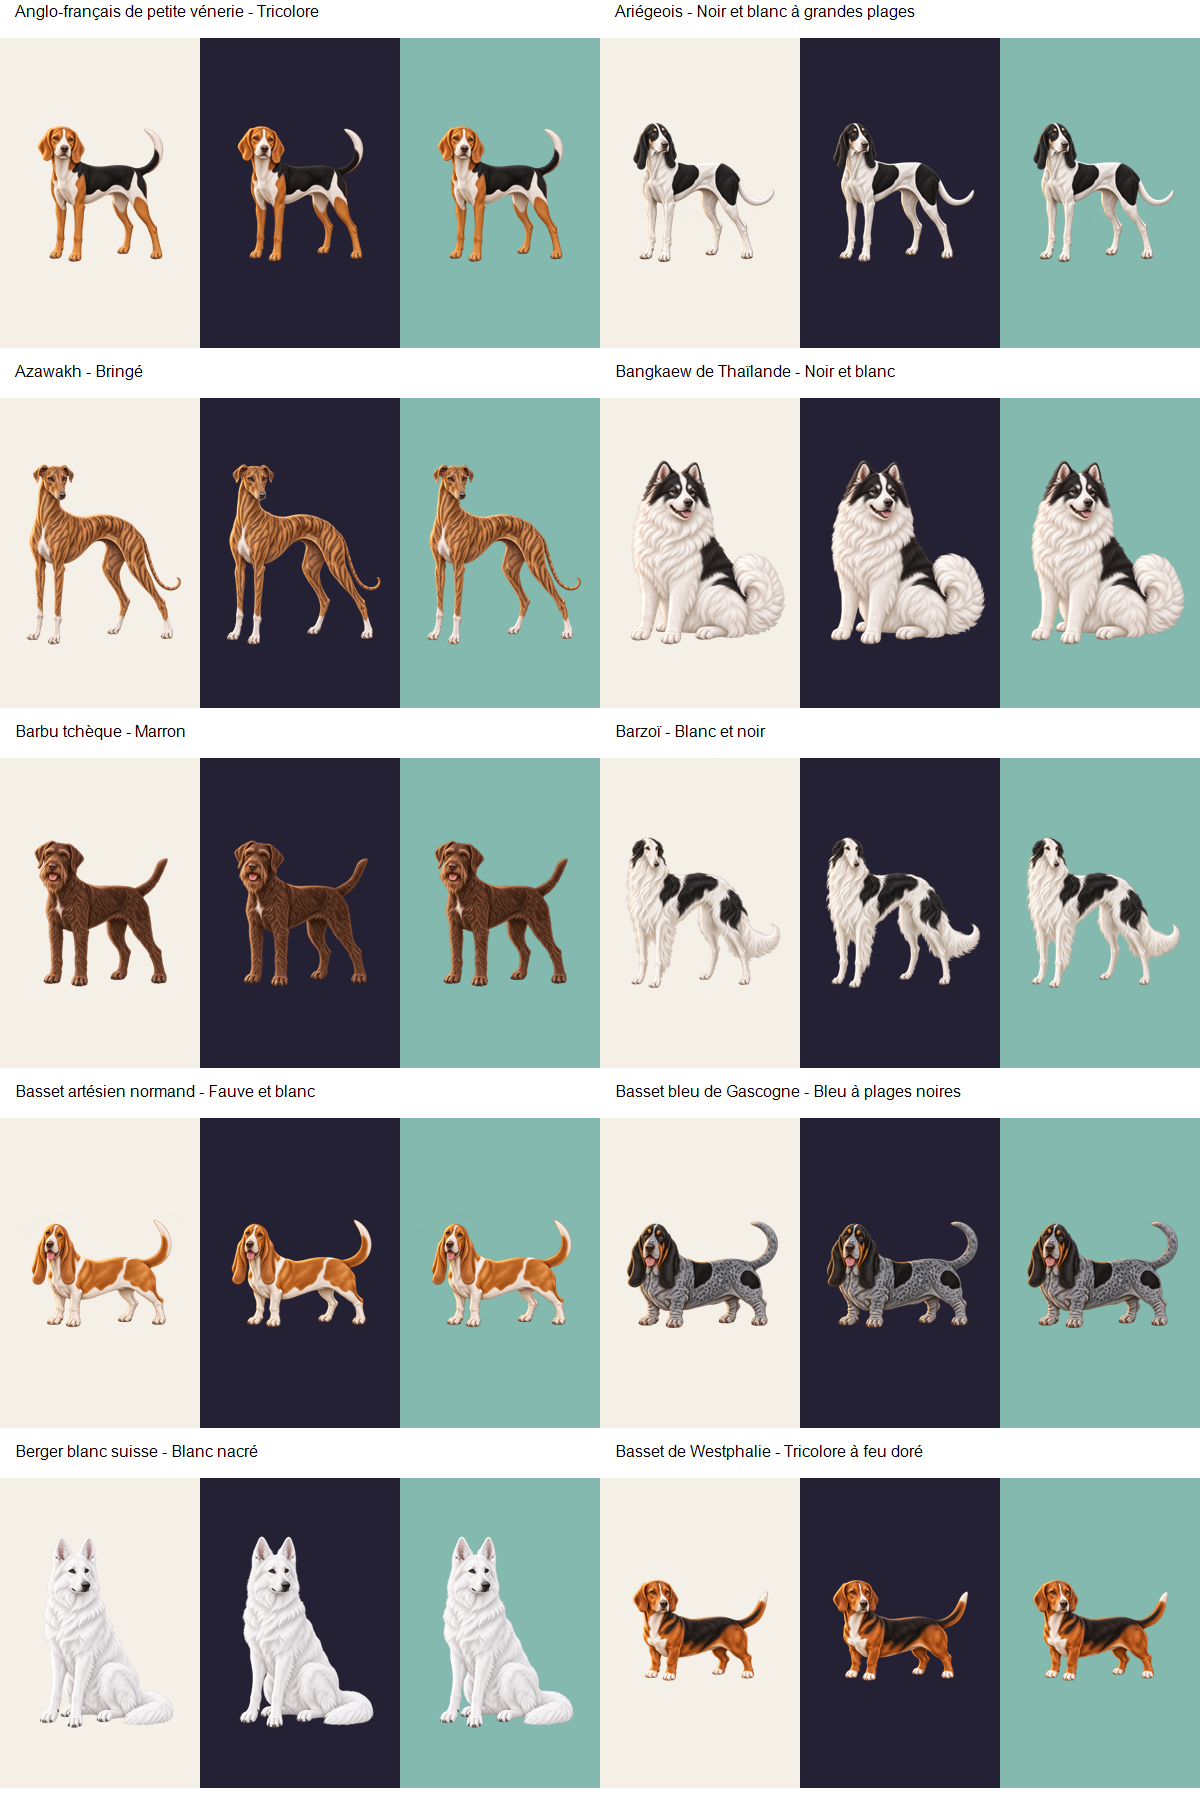 Anglo-français de petite vénerie - Tricolore
Ariégeois - Noir et blanc à grandes plages
Azawakh - Bringé
Bangkaew de Thaïlande - Noir et blanc
Barbu tchèque - Marron
Barzoï - Blanc et noir
Basset artésien normand - Fauve et blanc
Basset bleu de Gascogne - Bleu à plages noires
Berger blanc suisse - Blanc nacré
Basset de Westphalie - Tricolore à feu doré